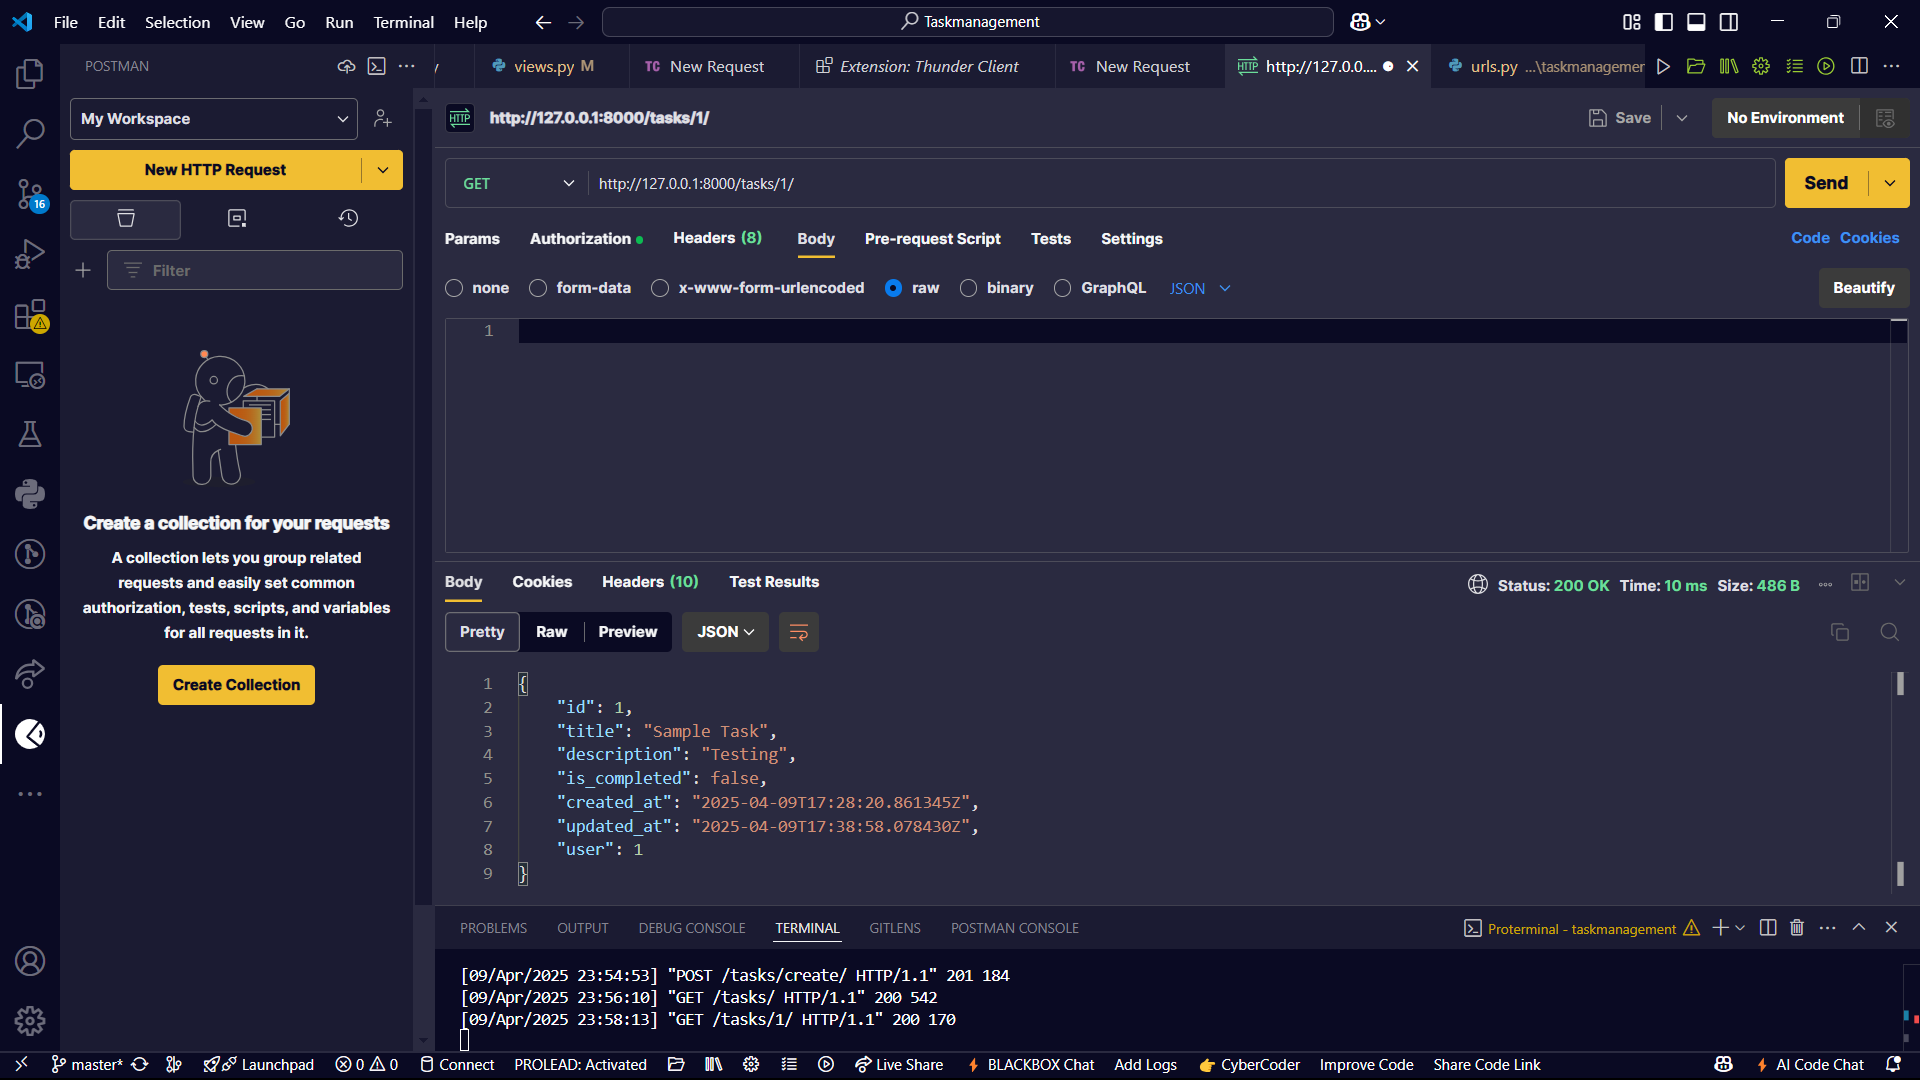 File Edit Selection View Go Run Terminal Help
Taskmanagement
POSTMAN
views.py M
TC New Request
Extension: Thunder Client
TC New Request
HTTP http://127.0.0....
urls.py ...\taskmanagemer
My Workspace
HTTP http://127.0.0.1:8000/tasks/1/
Save
No Environment
New HTTP Request
GET http://127.0.0.1:8000/tasks/1/
Send
16
Params Authorization Headers (8) Body Pre-request Script Tests Settings
Code Cookies
Filter
none form-data x-www-form-urlencoded raw binary GraphQL JSON
Beautify
1
Create a collection for your requests
A collection lets you group related
requests and easily set common
authorization, tests, scripts, and variables
for all requests in it.
Create Collection
Body Cookies Headers (10) Test Results
Status: 200 OK Time: 10 ms Size: 486 B
Pretty Raw Preview JSON
1 {
2 "id": 1,
3 "title": "Sample Task",
4 "description": "Testing",
5 "is_completed": false,
6 "created_at": "2025-04-09T17:28:20.861345Z",
7 "updated_at": "2025-04-09T17:38:58.078430Z",
8 "user": 1
9 }
PROBLEMS OUTPUT DEBUG CONSOLE TERMINAL GITLENS POSTMAN CONSOLE
Proterminal - taskmanagement
[09/Apr/2025 23:54:53] "POST /tasks/create/ HTTP/1.1" 201 184
[09/Apr/2025 23:56:10] "GET /tasks/ HTTP/1.1" 200 542
[09/Apr/2025 23:58:13] "GET /tasks/1/ HTTP/1.1" 200 170
master* Launchpad 0 0 Connect PROLEAD: Activated Live Share BLACKBOX Chat Add Logs CyberCoder Improve Code Share Code Link AI Code Chat